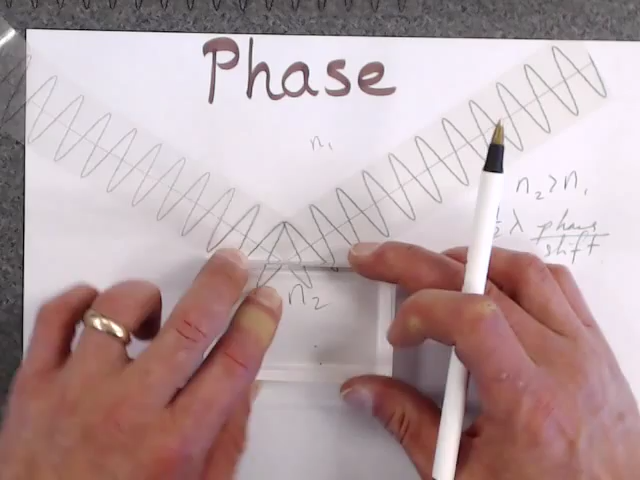 Phase
n₁
n₂ > n₁
½ λ phase
shift
n₂